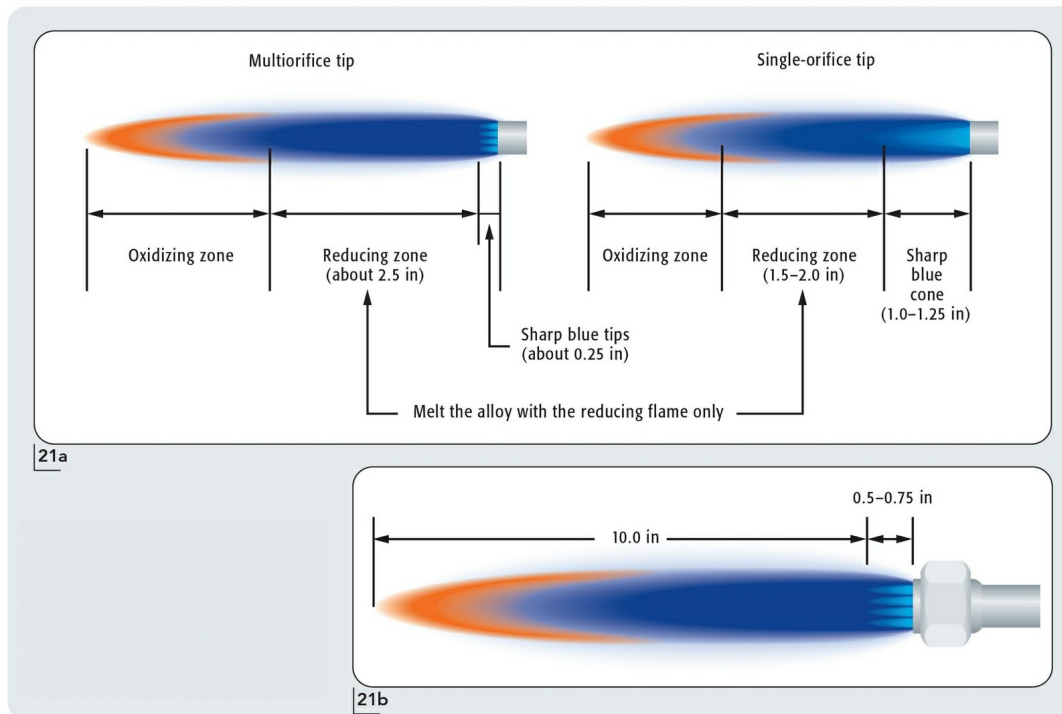 Multiorifice tip
Single-orifice tip
Oxidizing zone
Reducing zone
(about 2.5 in)
Sharp blue tips
(about 0.25 in)
Oxidizing zone
Reducing zone
(1.5–2.0 in)
Sharp
blue
cone
(1.0–1.25 in)
Melt the alloy with the reducing flame only
21a
0.5–0.75 in
10.0 in
21b